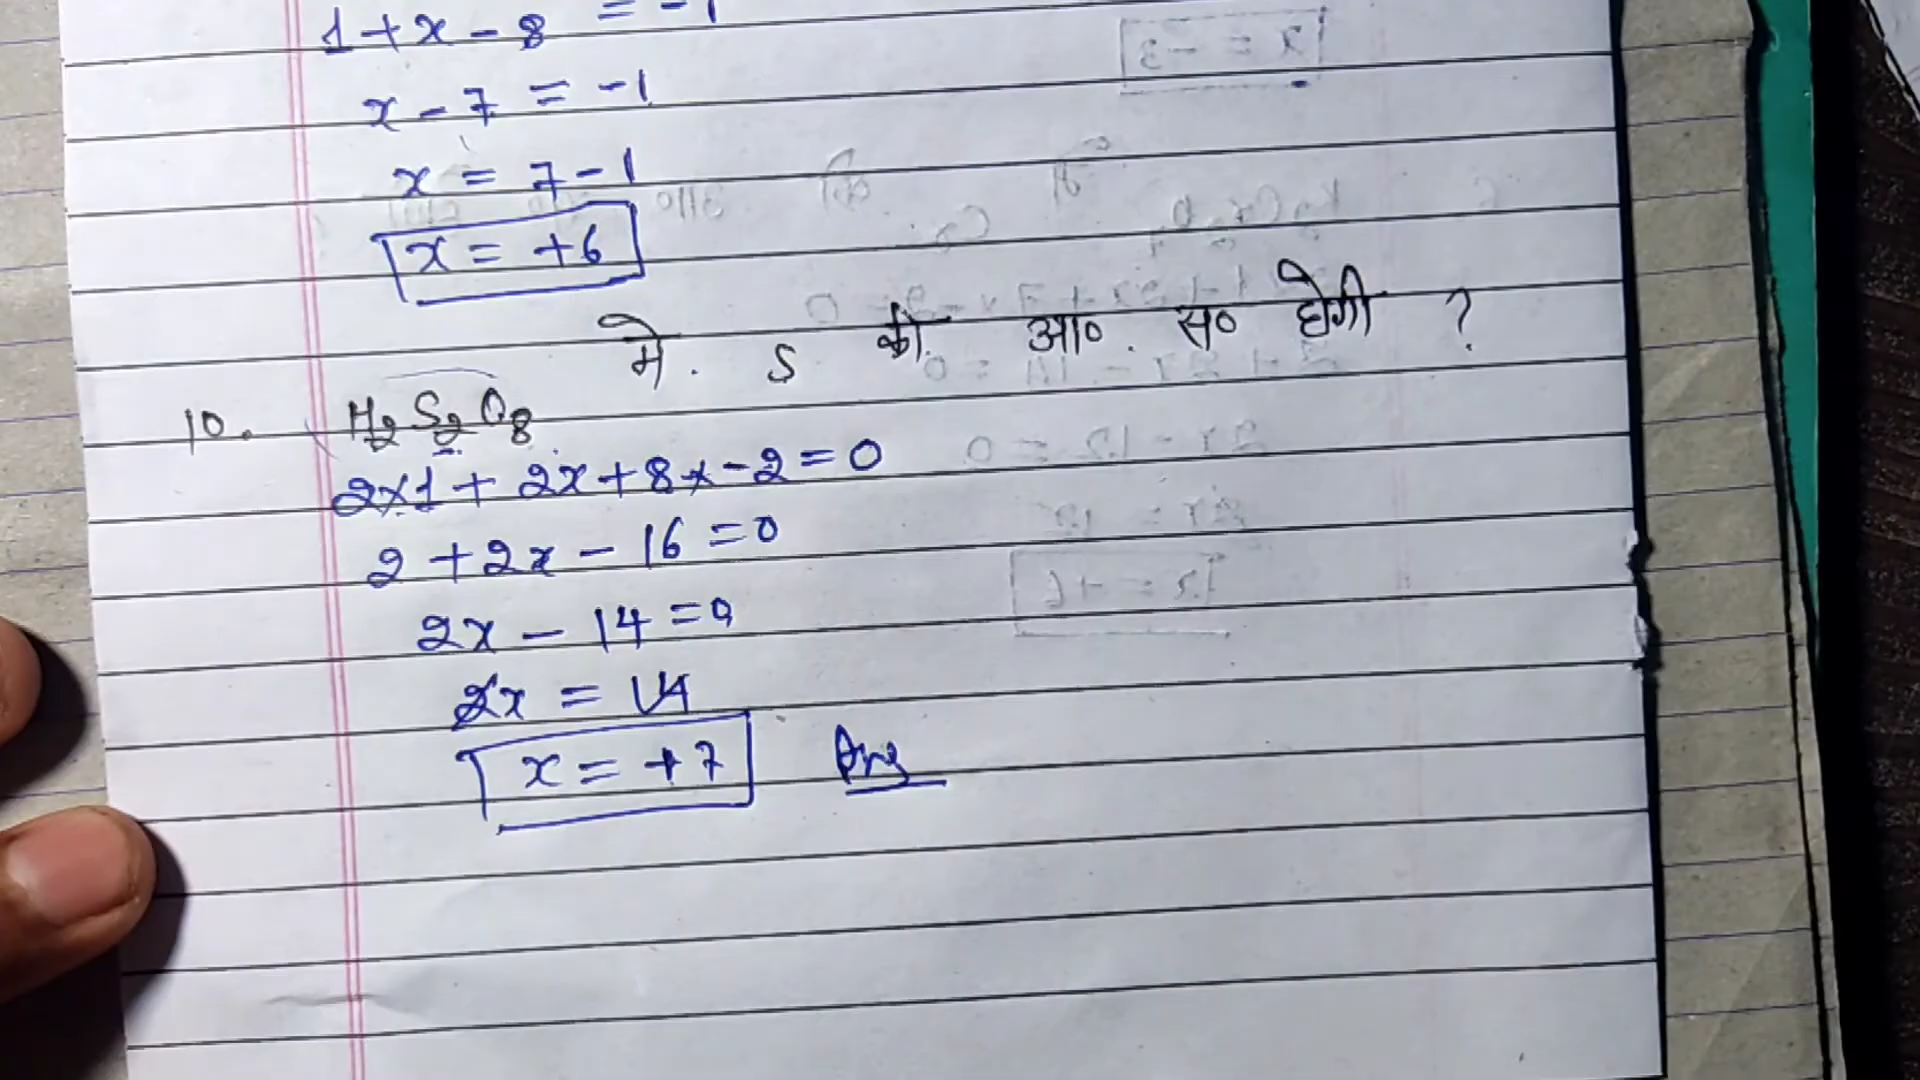 1+x-8 = -1
x-7 = -1
x = 7-1
x = +6
10. H₂S₂O₈ मे. S की. आ०. स० होगी ?
2×1+2x+8×-2=0
2+2x-16=0
2x-14=0
2x = 14
x=+7 Ans